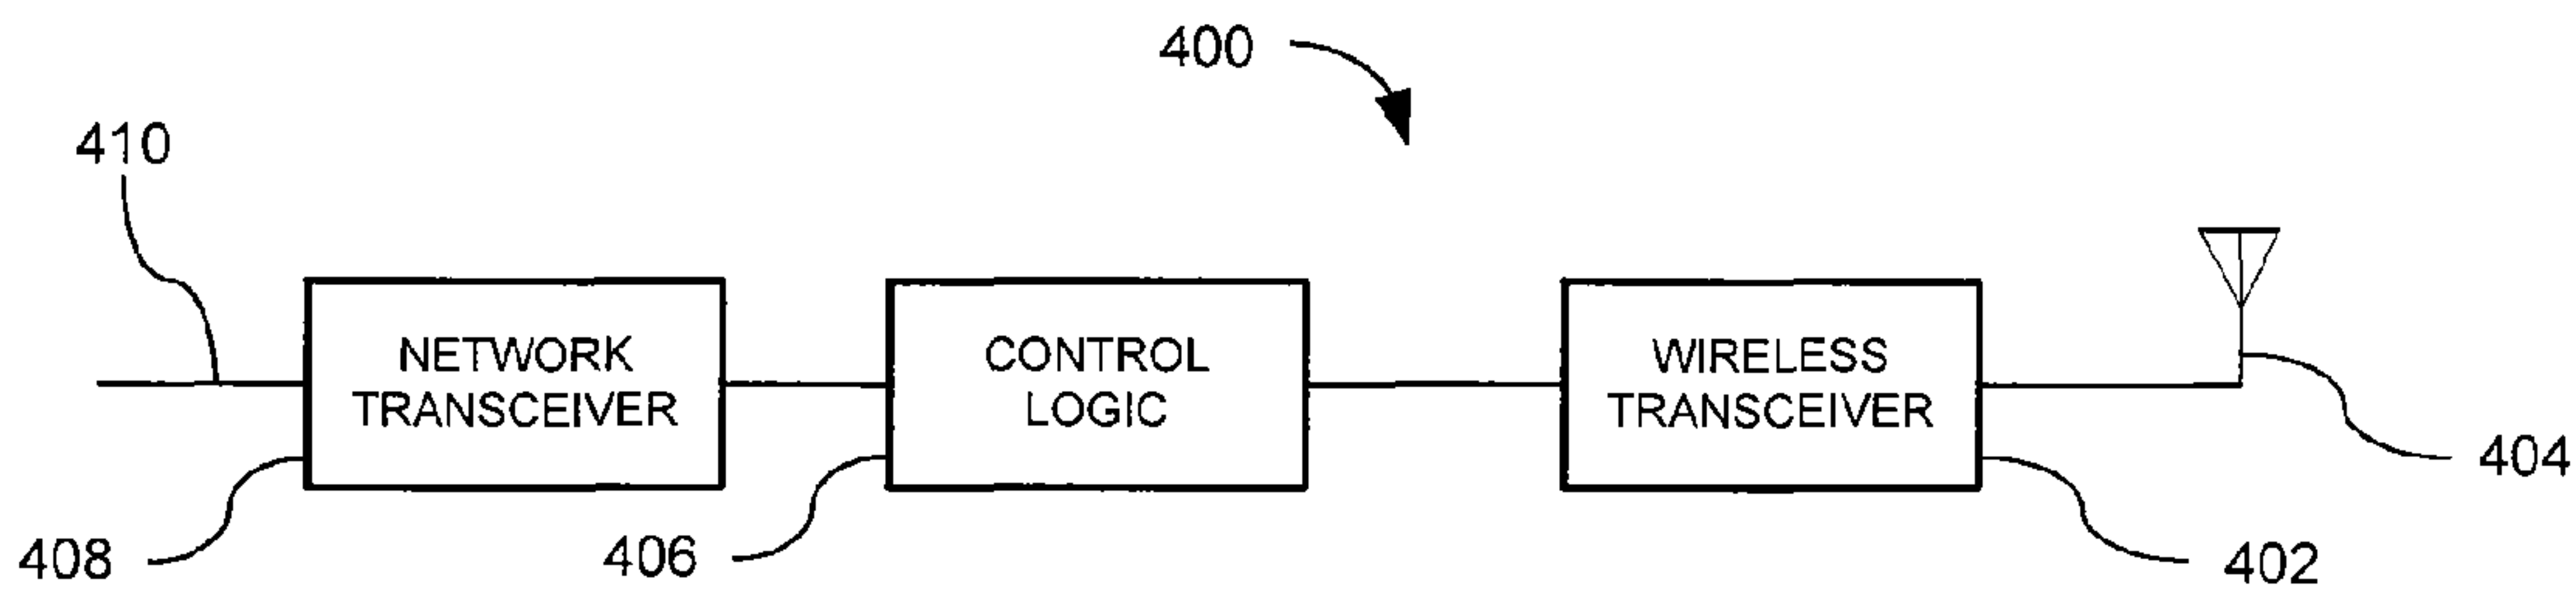 400
410
NETWORK
TRANSCEIVER
CONTROL
LOGIC
WIRELESS
TRANSCEIVER
404
408
406
402